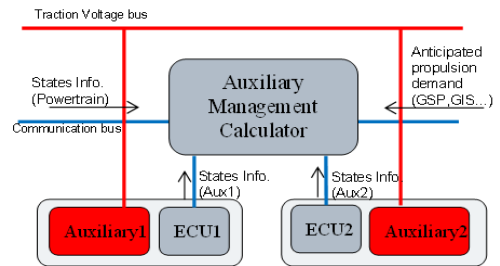 Traction Voltage bus
States Info.
(Powertrain)
Auxiliary
Management
Calculator
Anticipated
propulsion
demand
(GSP,GIS...)
Communication bus
States Info.
(Aux1)
States Info.
(Aux2)
Auxiliary1
ECU1
ECU2
Auxiliary2